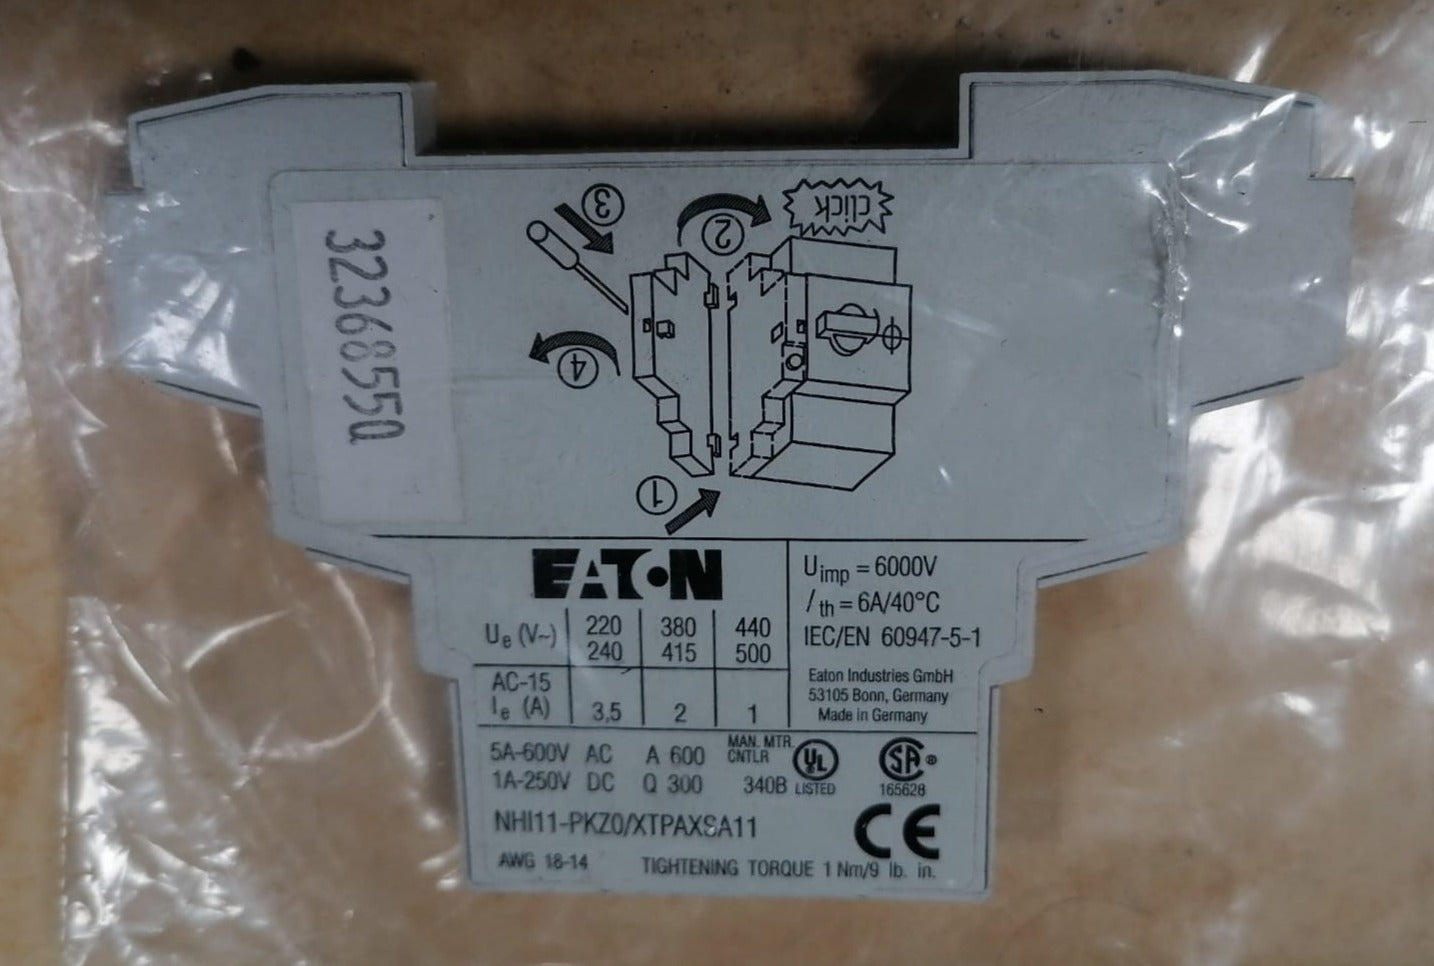 3236855a
3
2
click
4
1
EATON
Ue (V~) 220 240 380 415 440 500
AC-15
Ie (A) 3,5 2 1
Uimp = 6000V
Ith = 6A/40°C
IEC/EN 60947-5-1
Eaton Industries GmbH
53105 Bonn, Germany
Made in Germany
5A-600V AC A 600
1A-250V DC Q 300
MAN. MTR.
CNTLR
340B
UL
LISTED
SA ®
165628
NHI11-PKZ0/XTPAXSA11
CE
AWG 18-14 TIGHTENING TORQUE 1 Nm/9 lb. in.